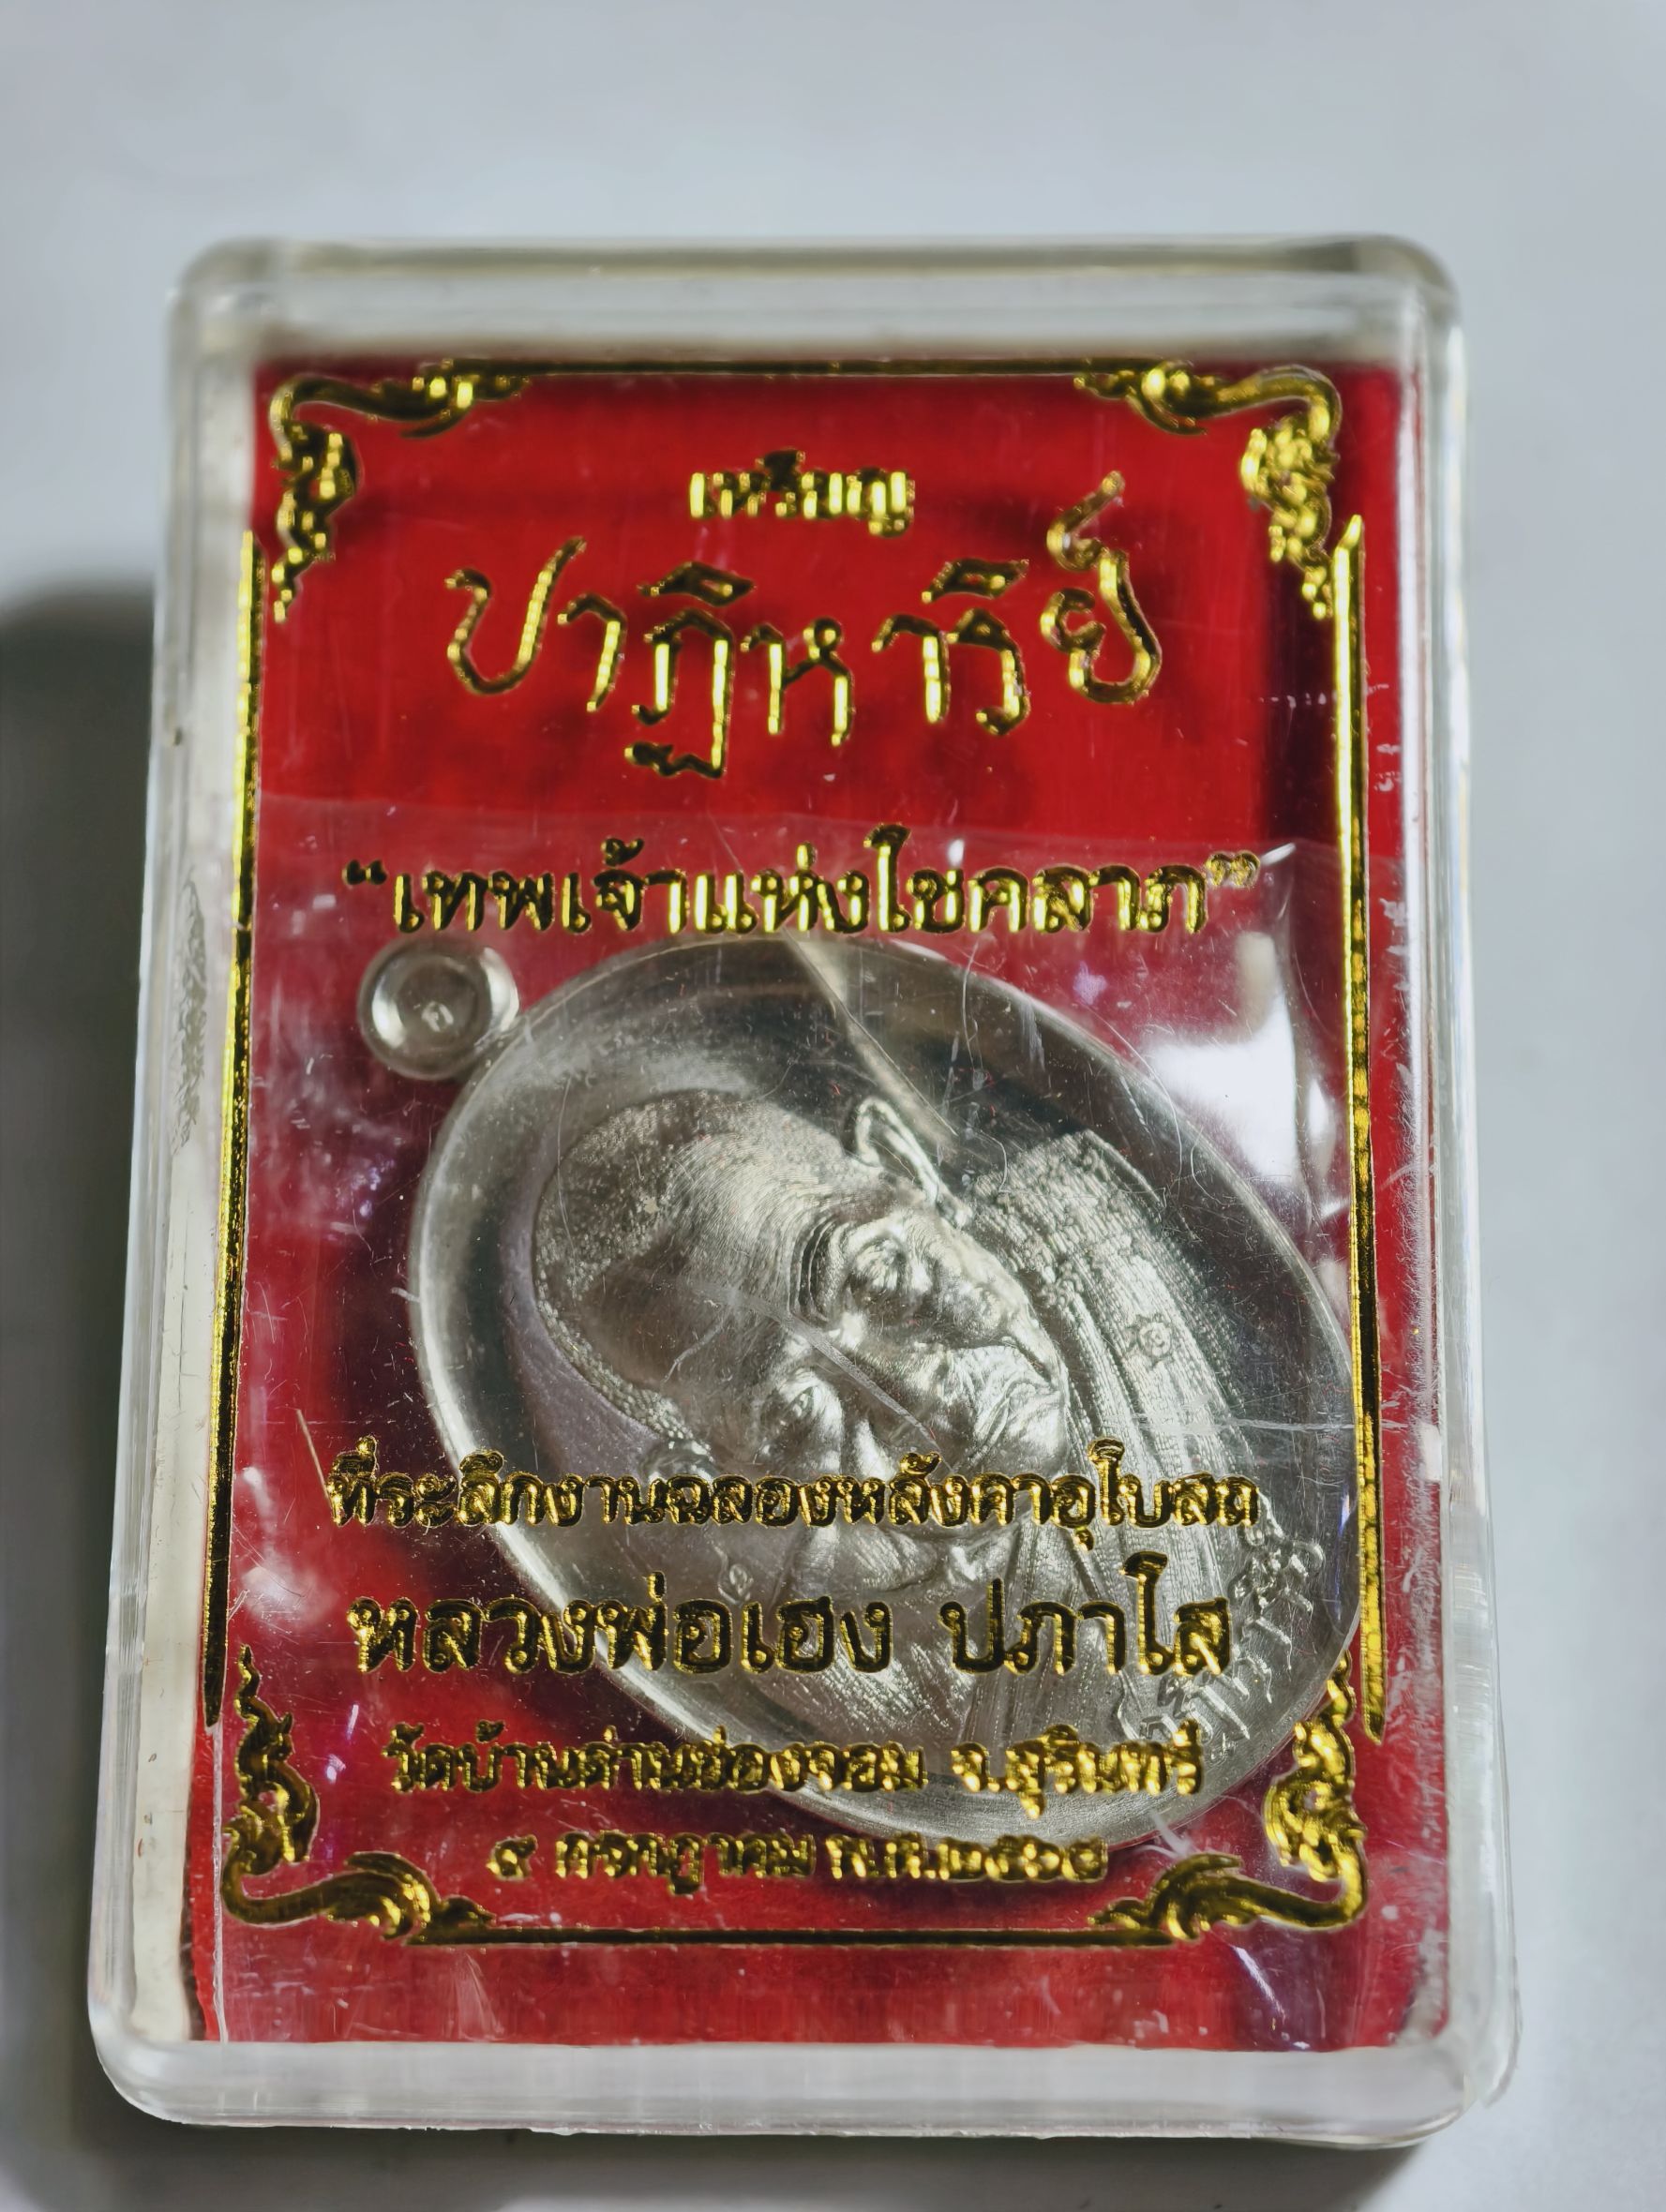 เหรียญ
ปาฏิหาริย์
“เทพเจ้าแห่งโชคลาภ”
ที่ระลึกงานฉลองหลังคาอุโบสถ
หลวงพ่อเฮง ปภาโส
วัดบ้านด่านช่องจอม จ.สุรินทร์
๙ กรกฎาคม พ.ศ.๒๕๖๘